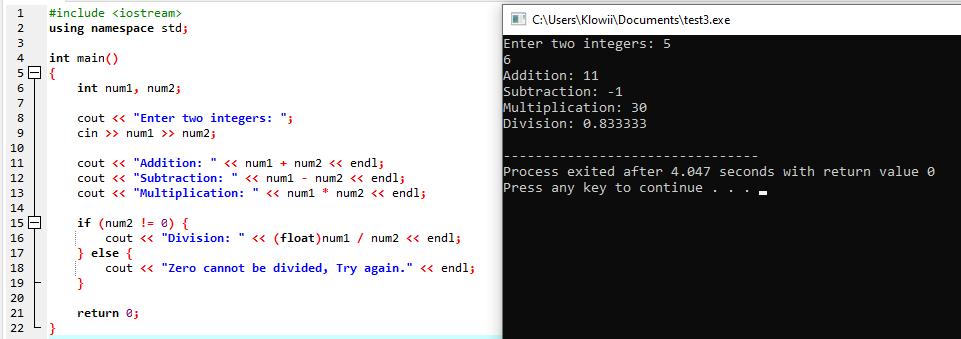 1 #include <iostream>
2 using namespace std;
3
4 int main()
5 {
6 int num1, num2;
7
8 cout << "Enter two integers: ";
9 cin >> num1 >> num2;
10
11 cout << "Addition: " << num1 + num2 << endl;
12 cout << "Subtraction: " << num1 - num2 << endl;
13 cout << "Multiplication: " << num1 * num2 << endl;
14
15 if (num2 != 0) {
16 cout << "Division: " << (float)num1 / num2 << endl;
17 } else {
18 cout << "Zero cannot be divided, Try again." << endl;
19 }
20
21 return 0;
22 }
C:\Users\Klowii\Documents\test3.exe
Enter two integers: 5
6
Addition: 11
Subtraction: -1
Multiplication: 30
Division: 0.833333
--------------------------------
Process exited after 4.047 seconds with return value 0
Press any key to continue . . .